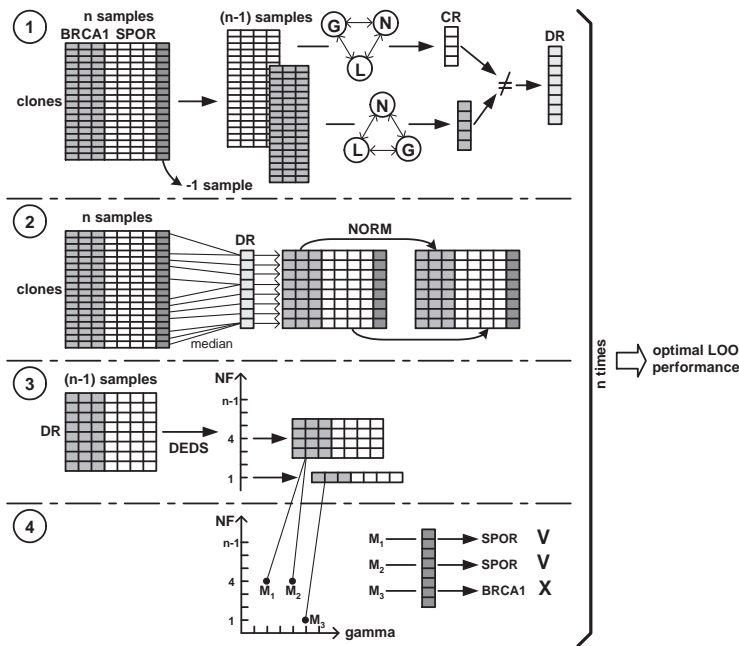 1
n samples
BRCA1 SPOR
clones
-1 sample
(n-1) samples
G N
L
N
L G
CR
DR
≠
2
n samples
clones
median
DR
NORM
3
(n-1) samples
DR
DEDS
NF
n-1
4
1
4
NF
n-1
4
1
M1 M2
M3
gamma
M1 SPOR V
M2 SPOR V
M3 BRCA1 X
n times
optimal LOO
performance